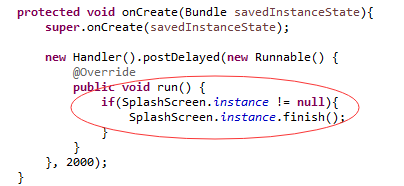 protected void onCreate(Bundle savedInstanceState){
super.onCreate(savedInstanceState);
new Handler().postDelayed(new Runnable() {
@Override
public void run() {
if(SplashScreen.instance != null){
SplashScreen.instance.finish();
}
}
}, 2000);
}